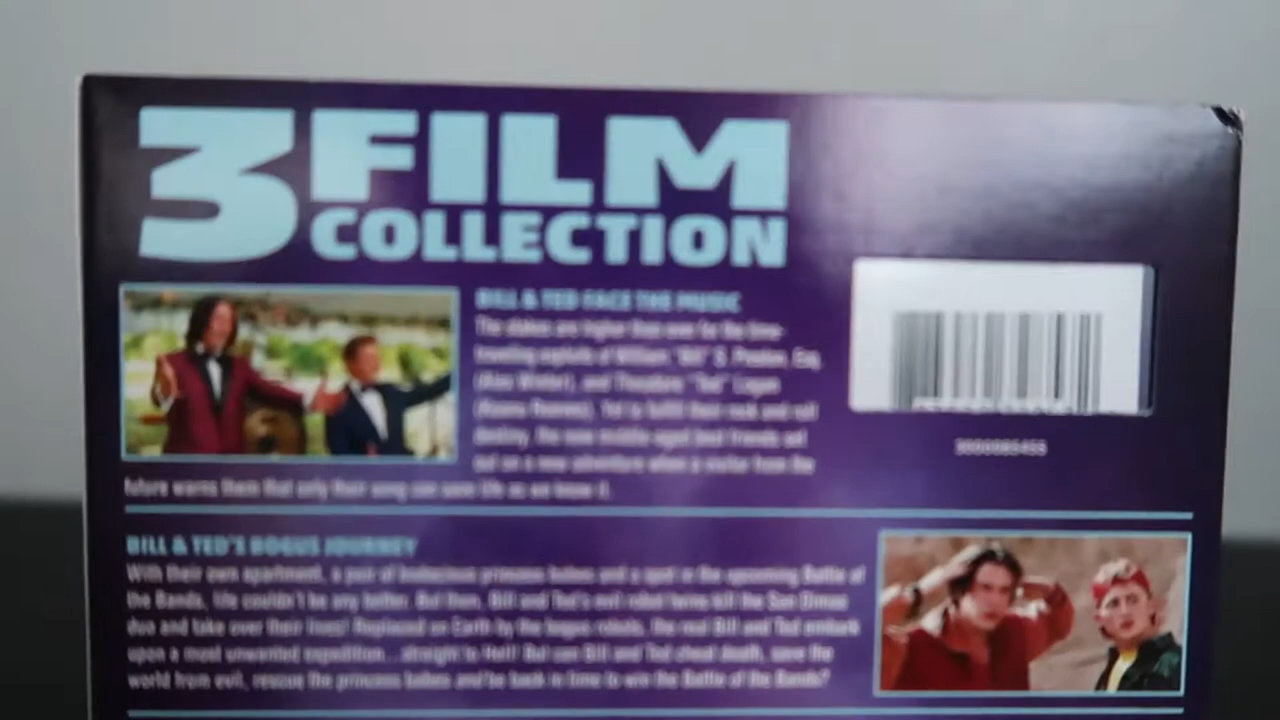 3 FILM
COLLECTION
BILL & TED FACE THE MUSIC
The stakes are higher than ever for the time-
traveling exploits of William "Bill" S. Preston, Esq.
(Alex Winter), and Theodore "Ted" Logan
(Keanu Reeves). Yet to fulfill their rock and roll
destiny, the now middle-aged best friends set
out on a new adventure when a visitor from the
future warns them that only their song can save life as we know it.
BILL & TED'S BOGUS JOURNEY
With their own apartment, a pair of bodacious princess babes and a spot in the upcoming Battle of
the Bands, life couldn't be any better. But then, Bill and Ted's evil robot twins kill the San Dimas
duo and take over their lives! Replaced on Earth by the bogus robots, the real Bill and Ted embark
upon a most unwanted expedition...straight to Hell! But can Bill and Ted cheat death, save the
world from evil, rescue the princess babes and be back in time to win the Battle of the Bands?